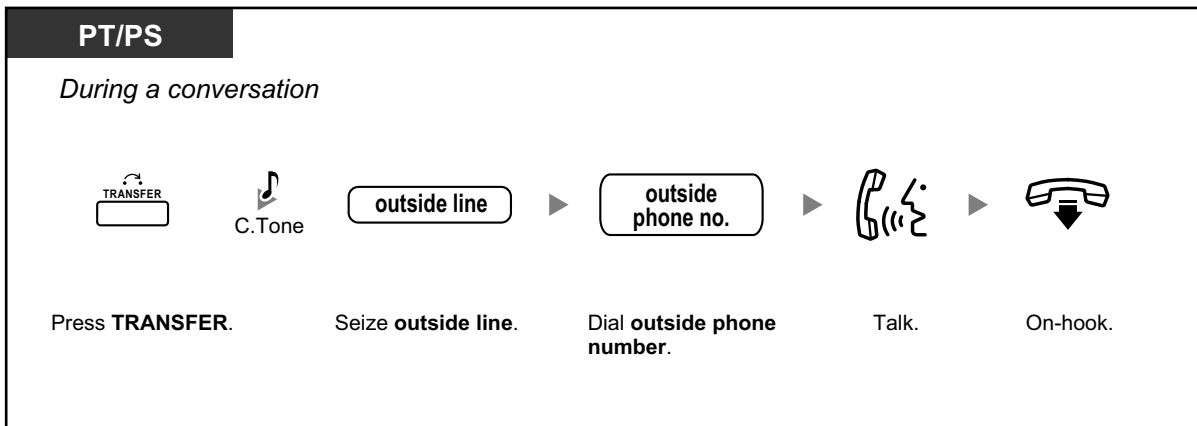 PT/PS
During a conversation
TRANSFER
C.Tone
outside line
outside
phone no.
Press TRANSFER.
Seize outside line.
Dial outside phone
number.
Talk.
On-hook.